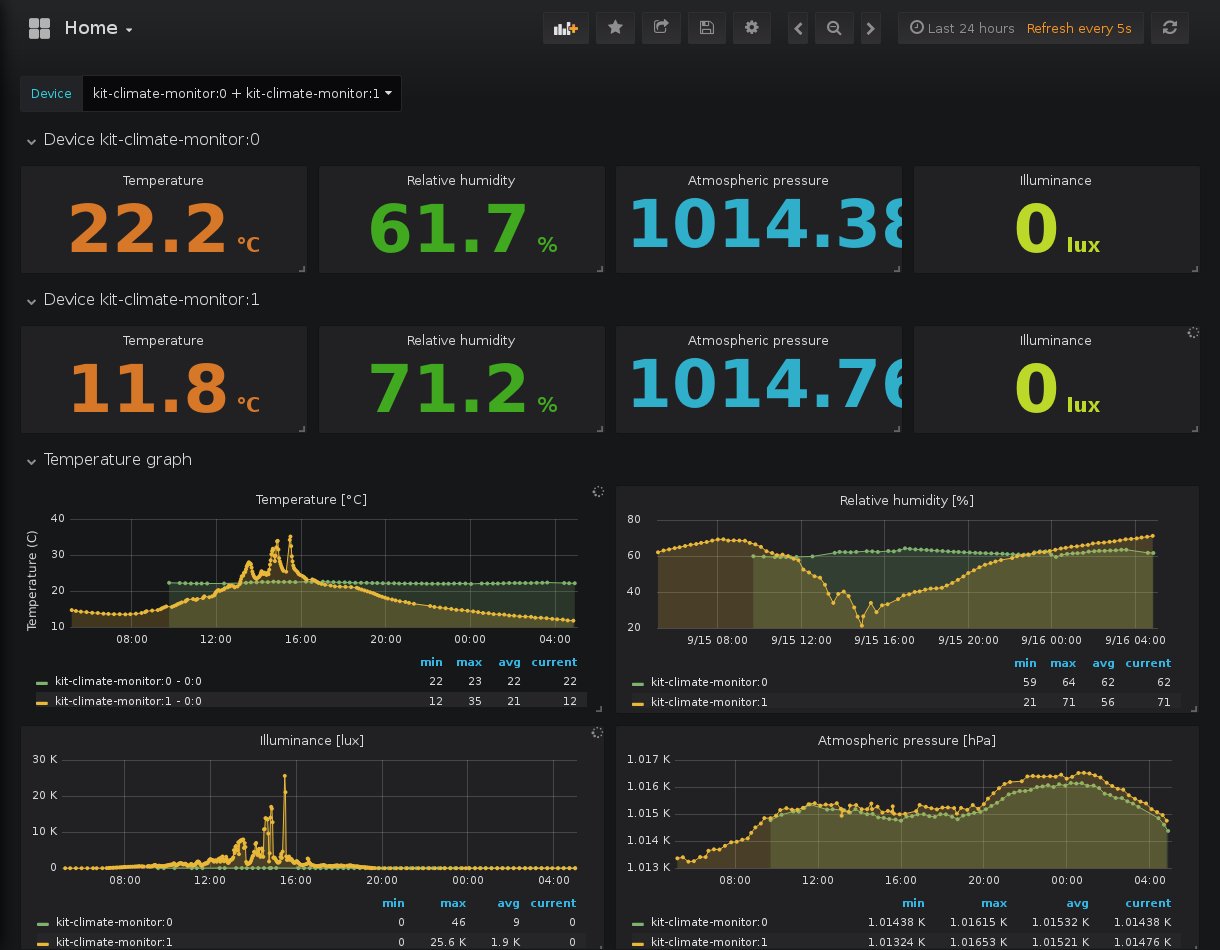 Home
Last 24 hours Refresh every 5s
Device kit-climate-monitor:0 + kit-climate-monitor:1
Device kit-climate-monitor:0
Temperature Relative humidity Atmospheric pressure Illuminance
22.2 °C 61.7 % 1014.38 0 lux
Device kit-climate-monitor:1
Temperature Relative humidity Atmospheric pressure Illuminance
11.8 °C 71.2 % 1014.76 0 lux
Temperature graph
Temperature [°C]
Temperature (C)
40
30
20
10
08:00 12:00 16:00 20:00 00:00 04:00
min max avg current
kit-climate-monitor:0 - 0:0 22 23 22 22
kit-climate-monitor:1 - 0:0 12 35 21 12
Relative humidity [%]
80
60
40
20
9/15 08:00 9/15 12:00 9/15 16:00 9/15 20:00 9/16 00:00 9/16 04:00
min max avg current
kit-climate-monitor:0 59 64 62 62
kit-climate-monitor:1 21 71 56 71
Illuminance [lux]
30 K
20 K
10 K
0
08:00 12:00 16:00 20:00 00:00 04:00
min max avg current
kit-climate-monitor:0 0 46 9 0
kit-climate-monitor:1 0 25.6 K 1.9 K 0
Atmospheric pressure [hPa]
1.017 K
1.016 K
1.015 K
1.014 K
1.013 K
08:00 12:00 16:00 20:00 00:00 04:00
min max avg current
kit-climate-monitor:0 1.01438 K 1.01615 K 1.01532 K 1.01438 K
kit-climate-monitor:1 1.01324 K 1.01653 K 1.01521 K 1.01476 K